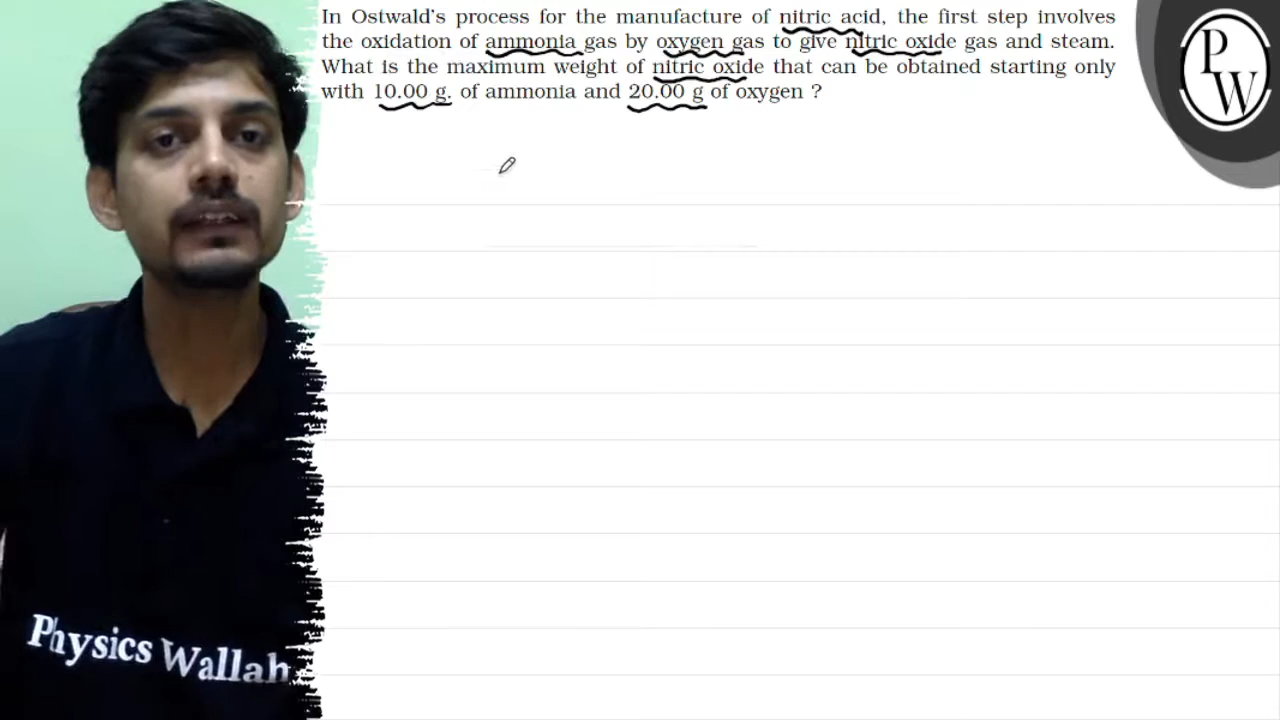 In Ostwald's process for the manufacture of nitric acid, the first step involves
the oxidation of ammonia gas by oxygen gas to give nitric oxide gas and steam.
What is the maximum weight of nitric oxide that can be obtained starting only
with 10.00 g. of ammonia and 20.00 g of oxygen ?
P
W
Physics Wallah